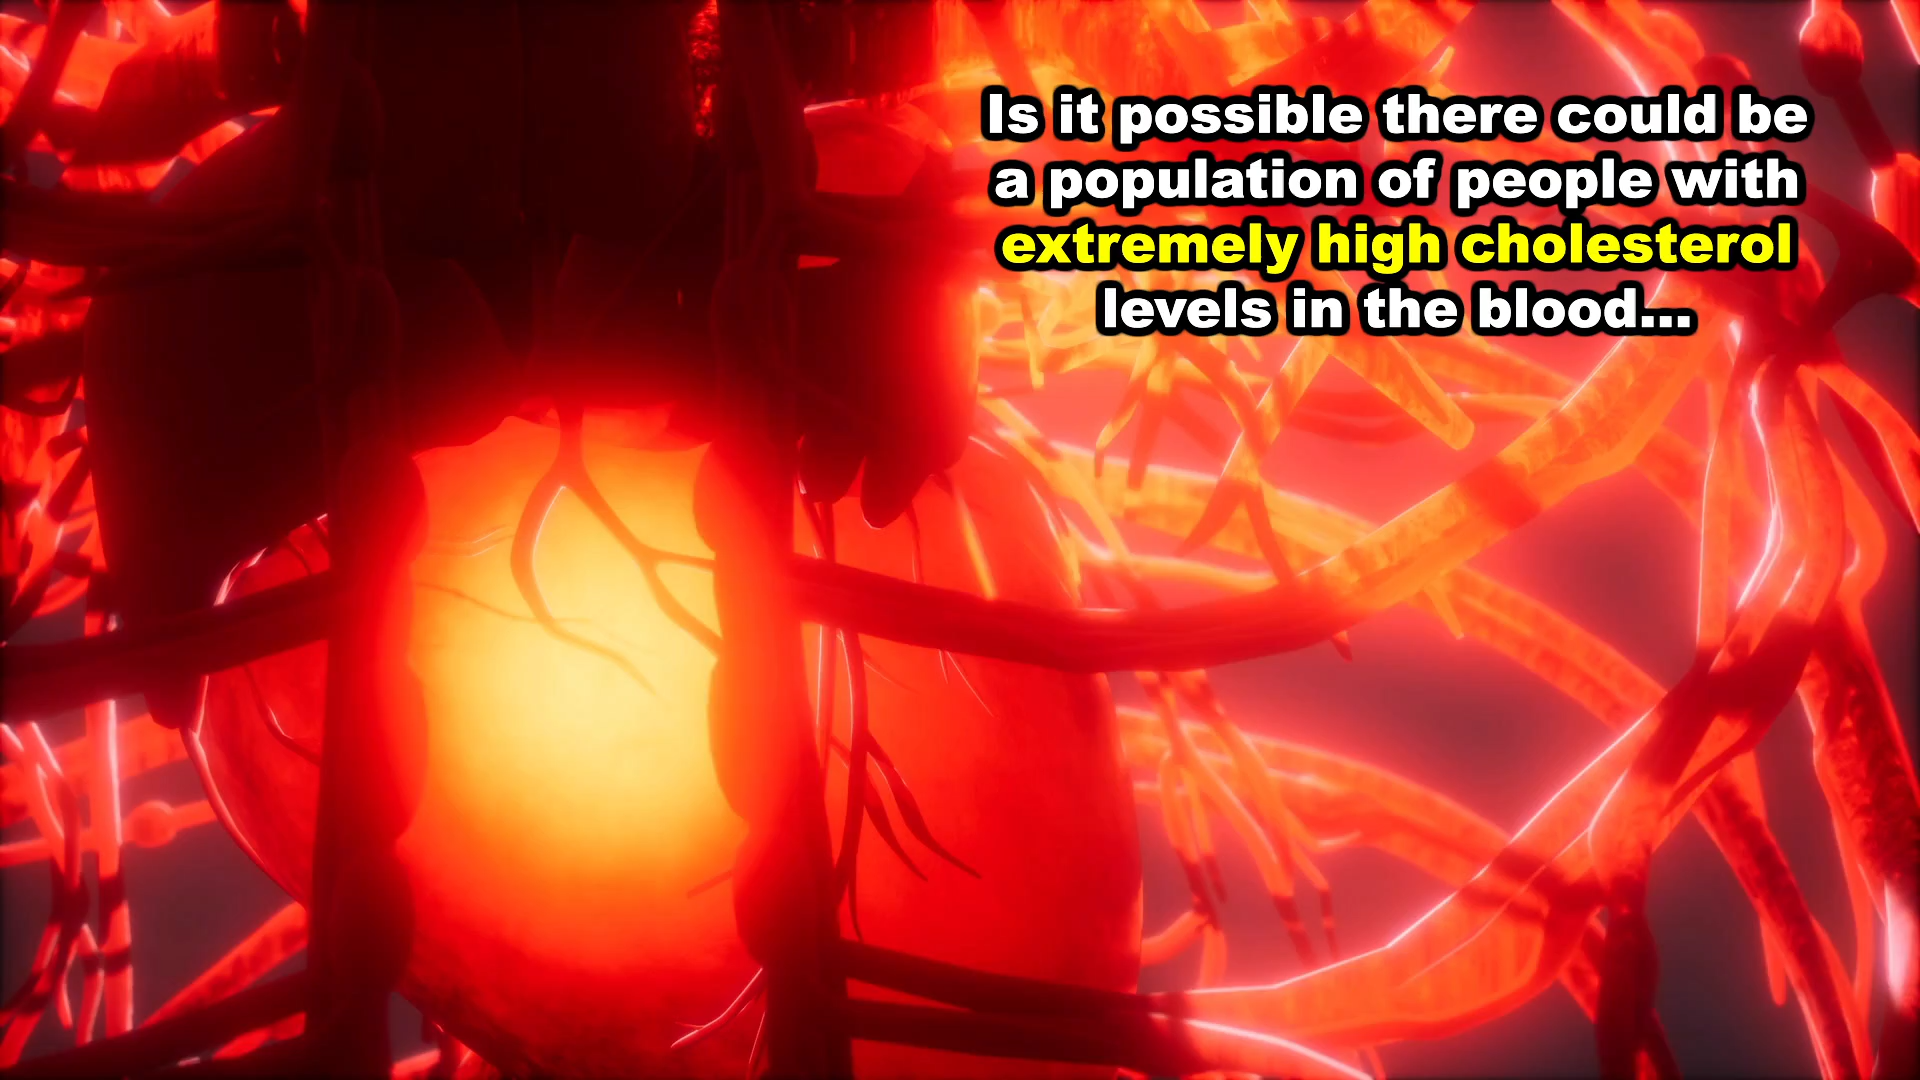 Is it possible there could be
a population of people with
extremely high cholesterol
levels in the blood...